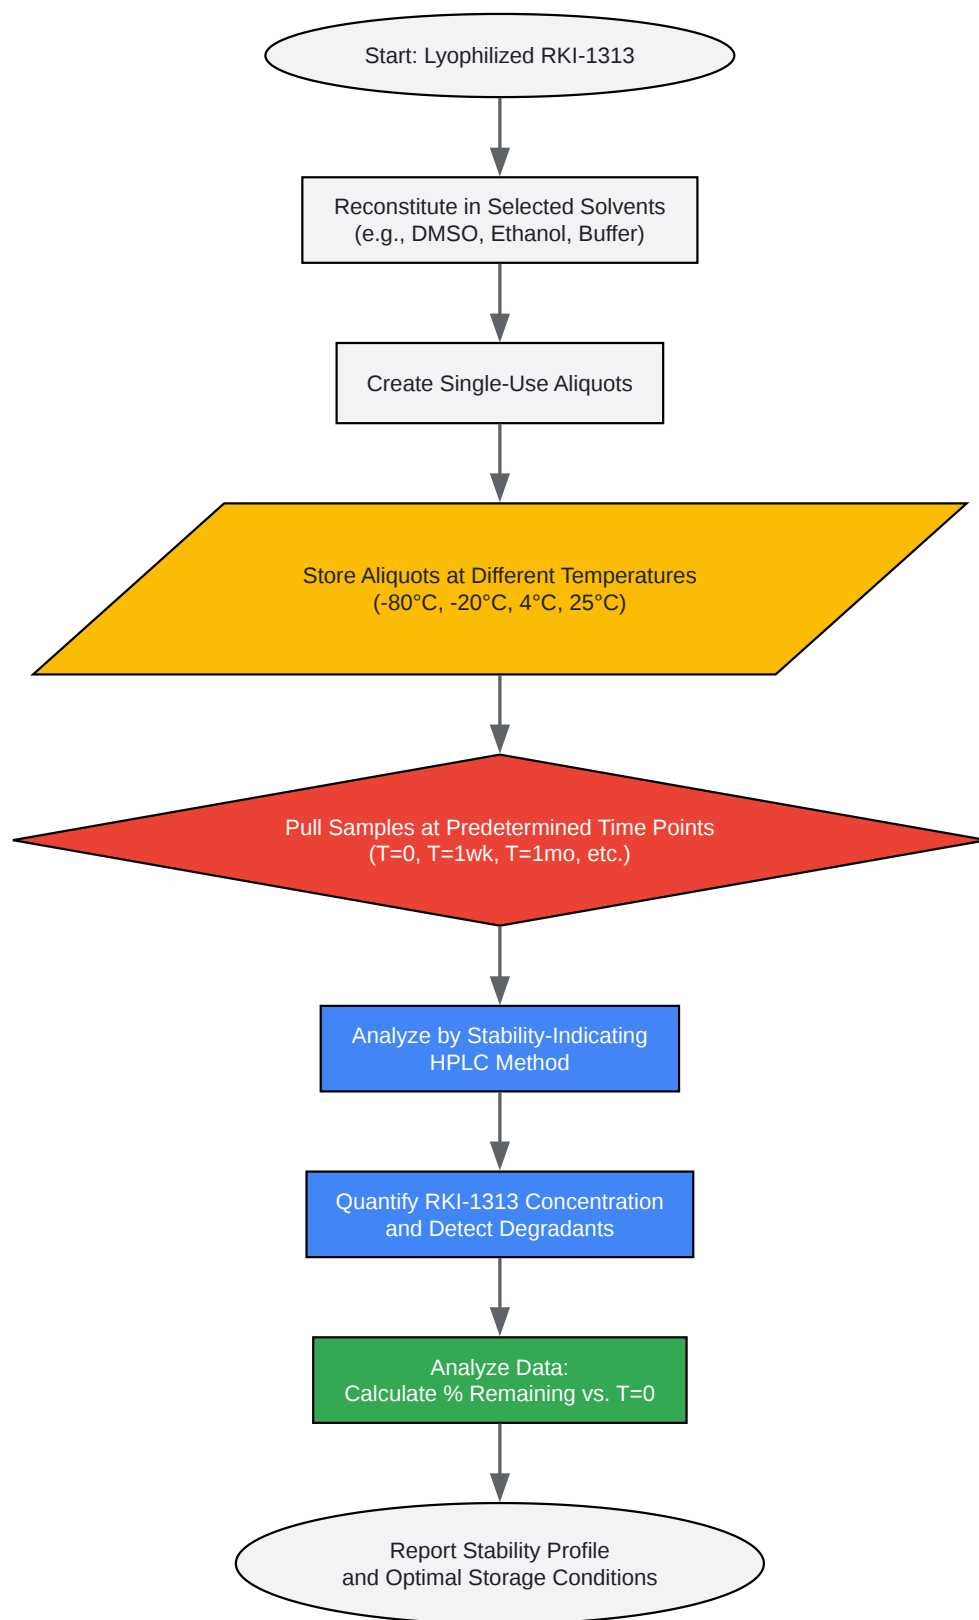 Start: Lyophilized RKI-1313
Reconstitute in Selected Solvents
(e.g., DMSO, Ethanol, Buffer)
Create Single-Use Aliquots
Store Aliquots at Different Temperatures
(-80°C, -20°C, 4°C, 25°C)
Pull Samples at Predetermined Time Points
(T=0, T=1wk, T=1mo, etc.)
Analyze by Stability-Indicating
HPLC Method
Quantify RKI-1313 Concentration
and Detect Degradants
Analyze Data:
Calculate % Remaining vs. T=0
Report Stability Profile
and Optimal Storage Conditions